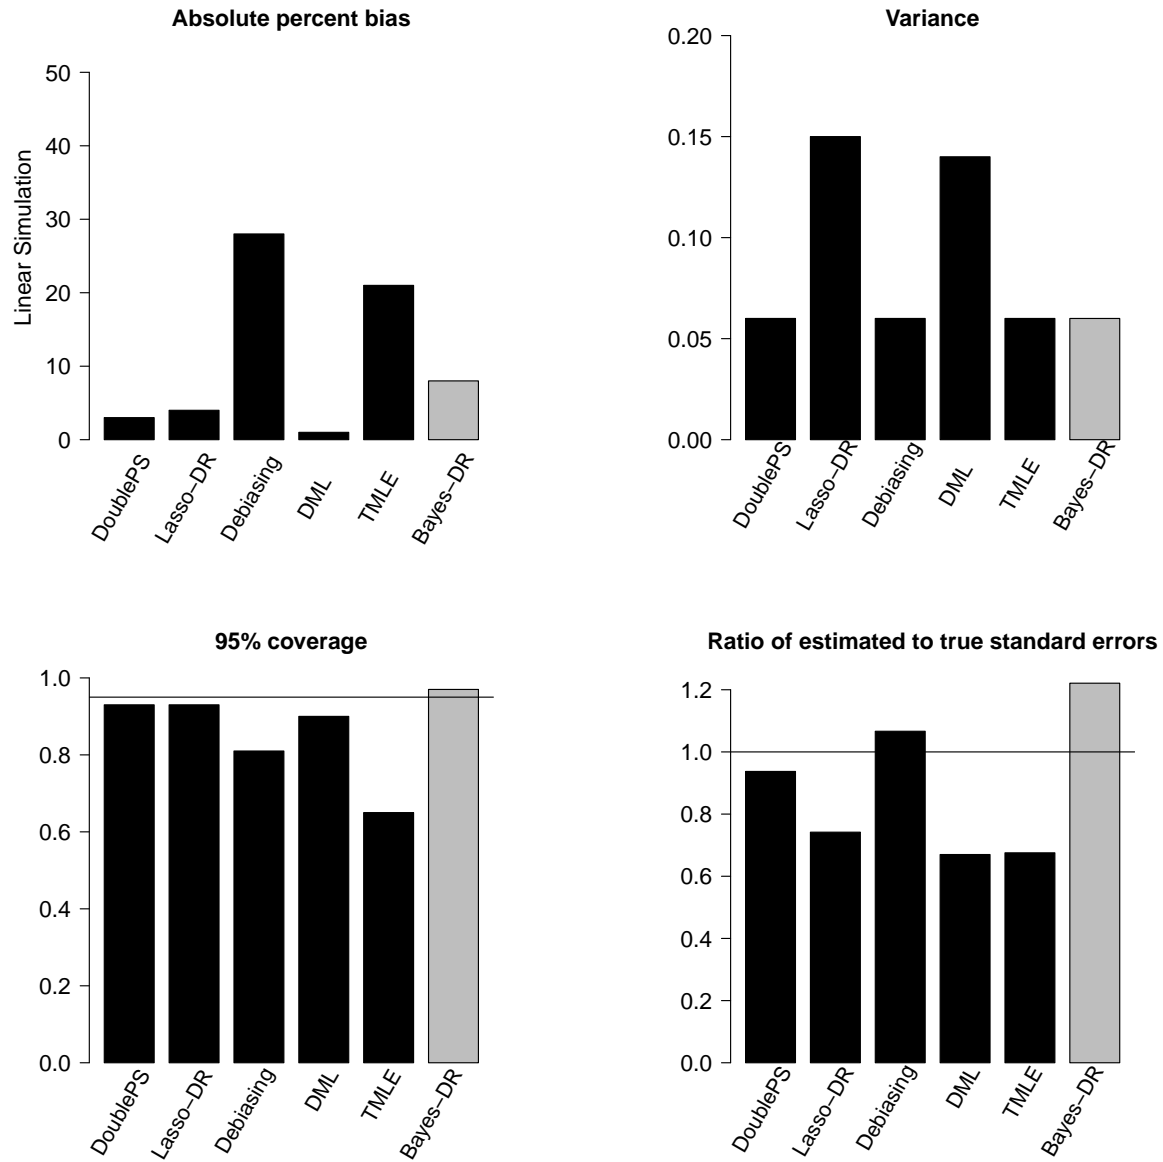 Absolute percent bias
Linear Simulation
50
40
30
20
10
0
DoublePS
Lasso−DR
Debiasing
DML
TMLE
Bayes−DR
Variance
0.20
0.15
0.10
0.05
0.00
DoublePS
Lasso−DR
Debiasing
DML
TMLE
Bayes−DR
95% coverage
1.0
0.8
0.6
0.4
0.2
0.0
DoublePS
Lasso−DR
Debiasing
DML
TMLE
Bayes−DR
Ratio of estimated to true standard errors
1.2
1.0
0.8
0.6
0.4
0.2
0.0
DoublePS
Lasso−DR
Debiasing
DML
TMLE
Bayes−DR